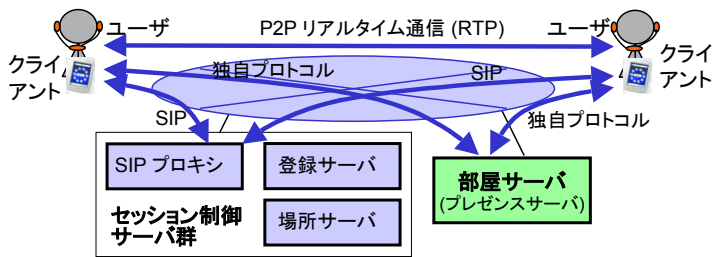 ユーザ
P2P リアルタイム通信 (RTP)
ユーザ
クライ
アント
独自プロトコル
SIP
クライ
アント
SIP
独自プロトコル
SIP プロキシ
登録サーバ
部屋サーバ
(プレゼンスサーバ)
セッション制御
サーバ群
場所サーバ